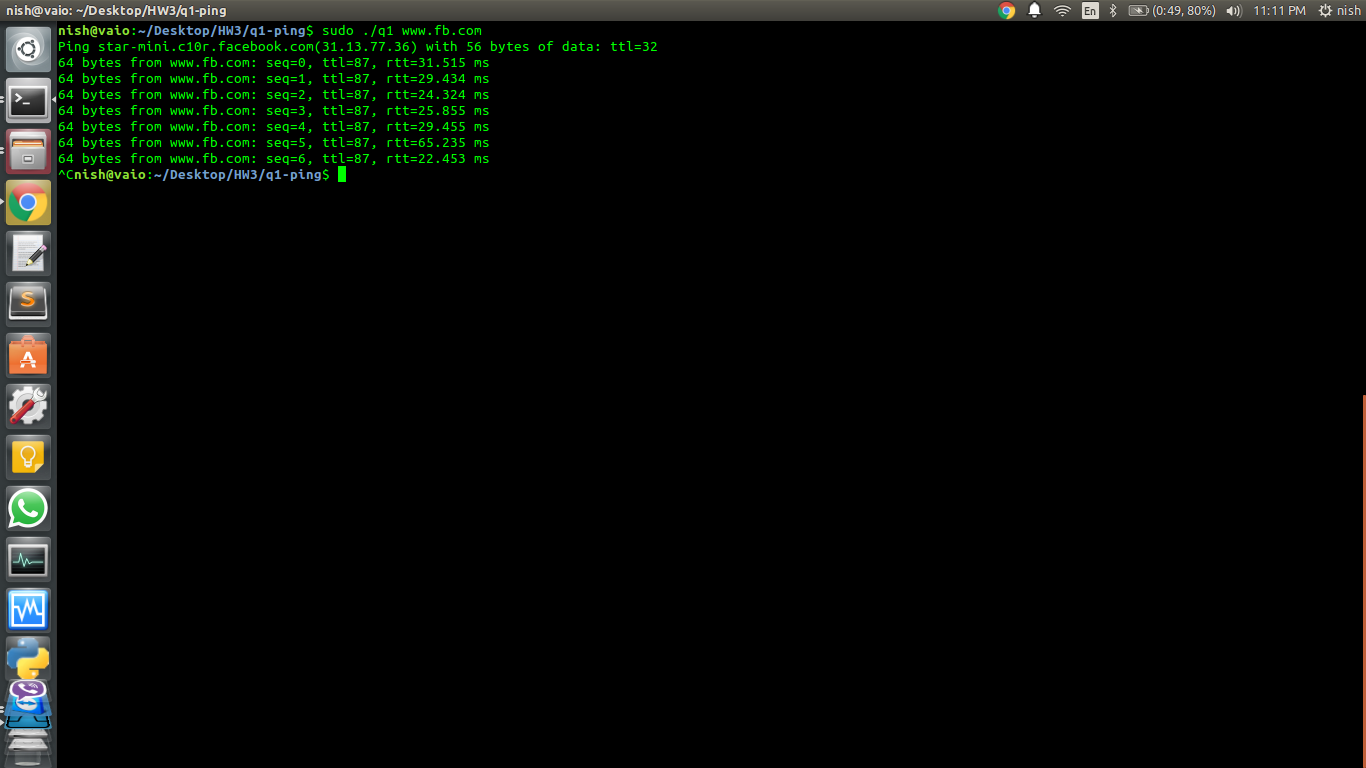 nish@vaio: ~/Desktop/HW3/q1-ping
En
(0:49, 80%)
11:11 PM
nish
nish@vaio:~/Desktop/HW3/q1-ping$ sudo ./q1 www.fb.com
Ping star-mini.c10r.facebook.com(31.13.77.36) with 56 bytes of data: ttl=32
64 bytes from www.fb.com: seq=0, ttl=87, rtt=31.515 ms
64 bytes from www.fb.com: seq=1, ttl=87, rtt=29.434 ms
64 bytes from www.fb.com: seq=2, ttl=87, rtt=24.324 ms
64 bytes from www.fb.com: seq=3, ttl=87, rtt=25.855 ms
64 bytes from www.fb.com: seq=4, ttl=87, rtt=29.455 ms
64 bytes from www.fb.com: seq=5, ttl=87, rtt=65.235 ms
64 bytes from www.fb.com: seq=6, ttl=87, rtt=22.453 ms
^Cnish@vaio:~/Desktop/HW3/q1-ping$